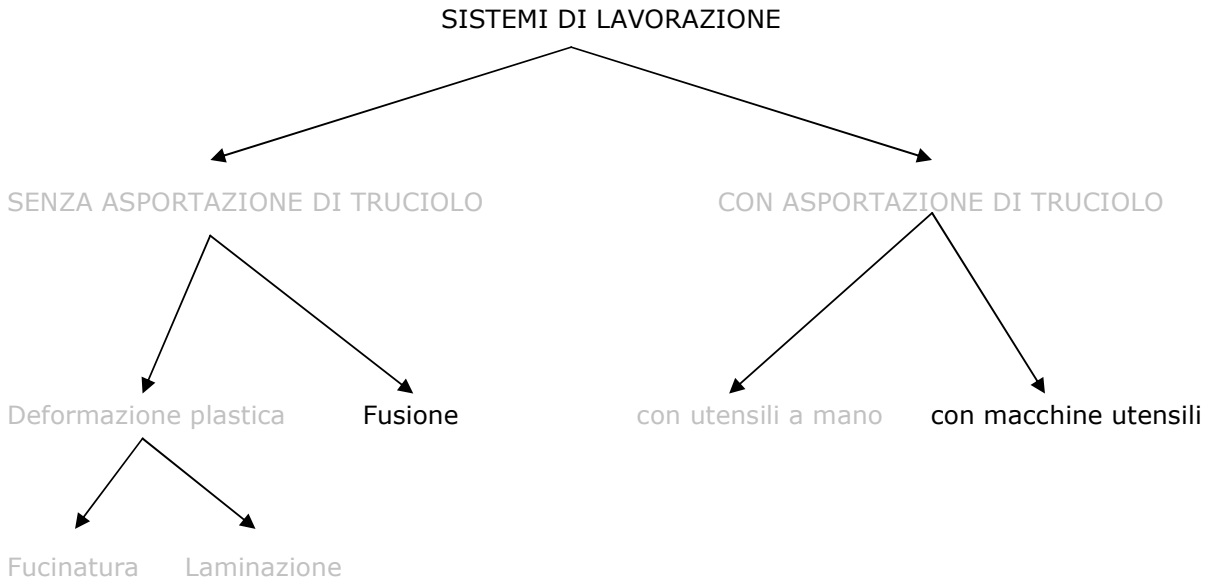 SISTEMI DI LAVORAZIONE
SENZA ASPORTAZIONE DI TRUCIOLO CON ASPORTAZIONE DI TRUCIOLO
Deformazione plastica Fusione con utensili a mano con macchine utensili
Fucinatura Laminazione